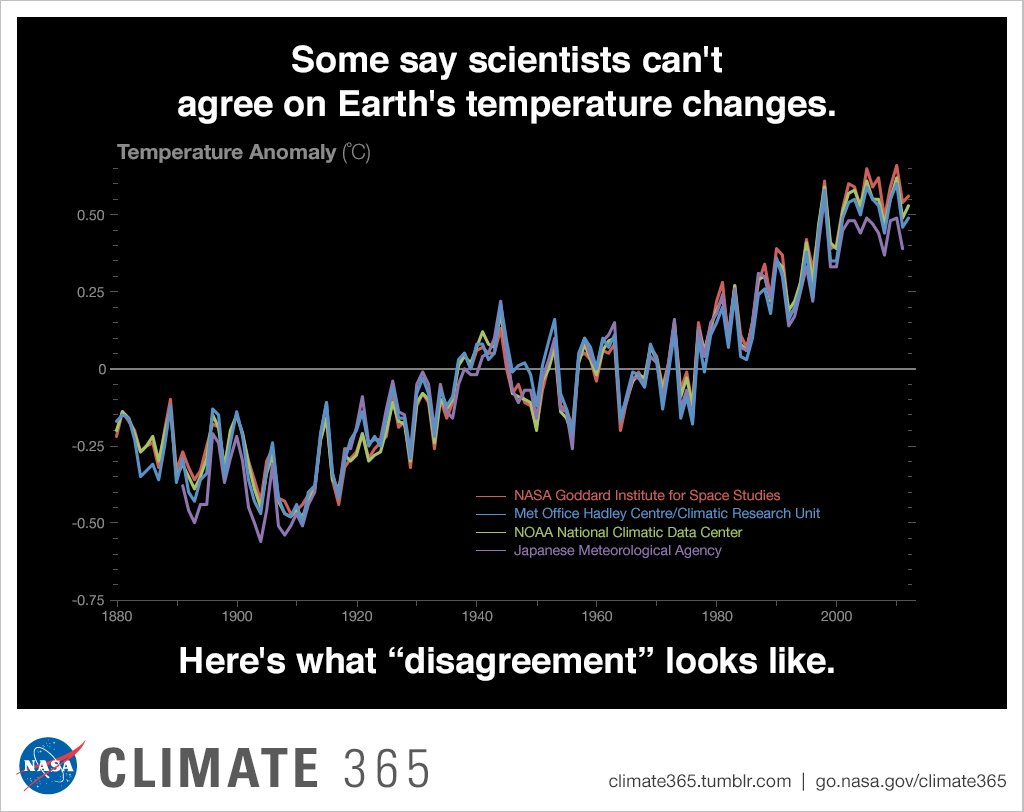 Some say scientists can't
agree on Earth's temperature changes.
Temperature Anomaly (°C)
0.50
0.25
0
-0.25
-0.50
-0.75
1880 1900 1920 1940 1960 1980 2000
NASA Goddard Institute for Space Studies
Met Office Hadley Centre/Climatic Research Unit
NOAA National Climatic Data Center
Japanese Meteorological Agency
Here's what “disagreement” looks like.
NASA
CLIMATE 365
climate365.tumblr.com | go.nasa.gov/climate365